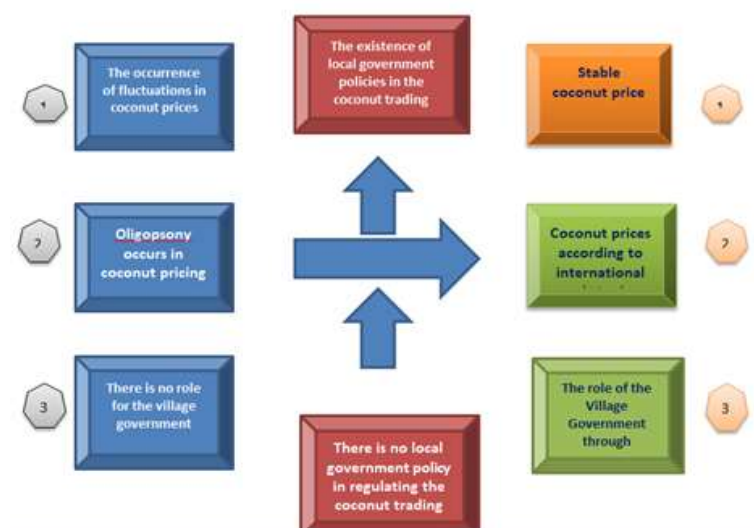 The occurrence
of fluctuations in
coconut prices
The existence of
local government
policies in the
coconut trading
Stable
coconut price
Oligopsony
occurs in
coconut pricing
2
Coconut prices
according to
international
2
There is no role
for the village
government
3
The role of the
Village
Government
through
3
There is no local
government policy
in regulating the
coconut trading